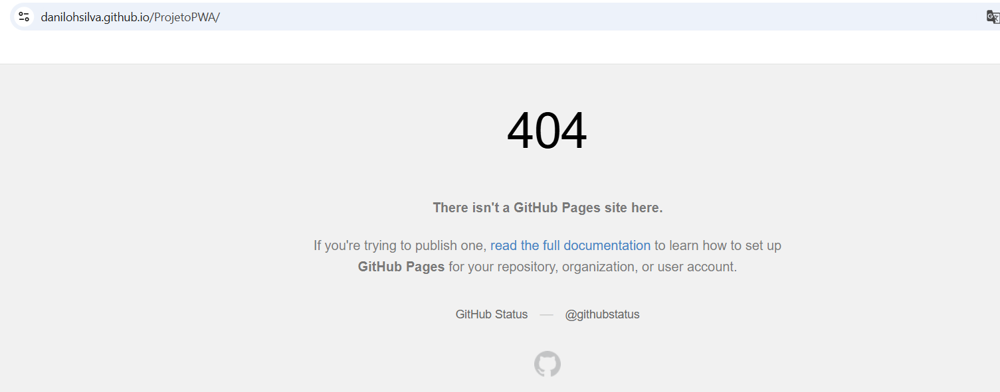 danilohsilva.github.io/ProjetoPWA/
404
There isn't a GitHub Pages site here.
If you're trying to publish one, read the full documentation to learn how to set up
GitHub Pages for your repository, organization, or user account.
GitHub Status — @githubstatus